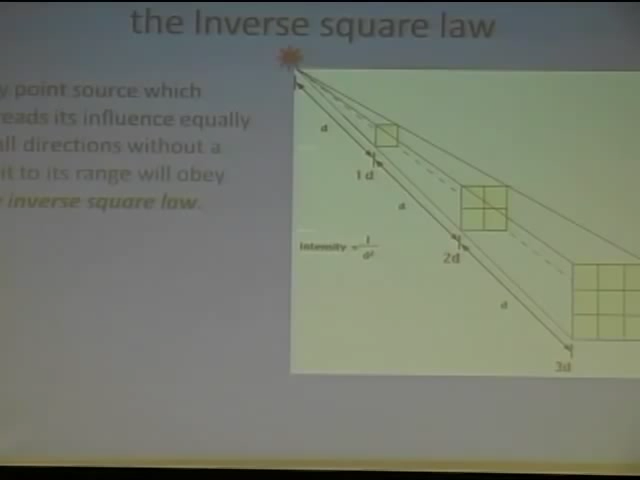 the Inverse square law
y point source which
reads its influence equally
all directions without a
it to its range will obey
e inverse square law.
d
1d
d
Intensity = 1/d²
2d
d
3d